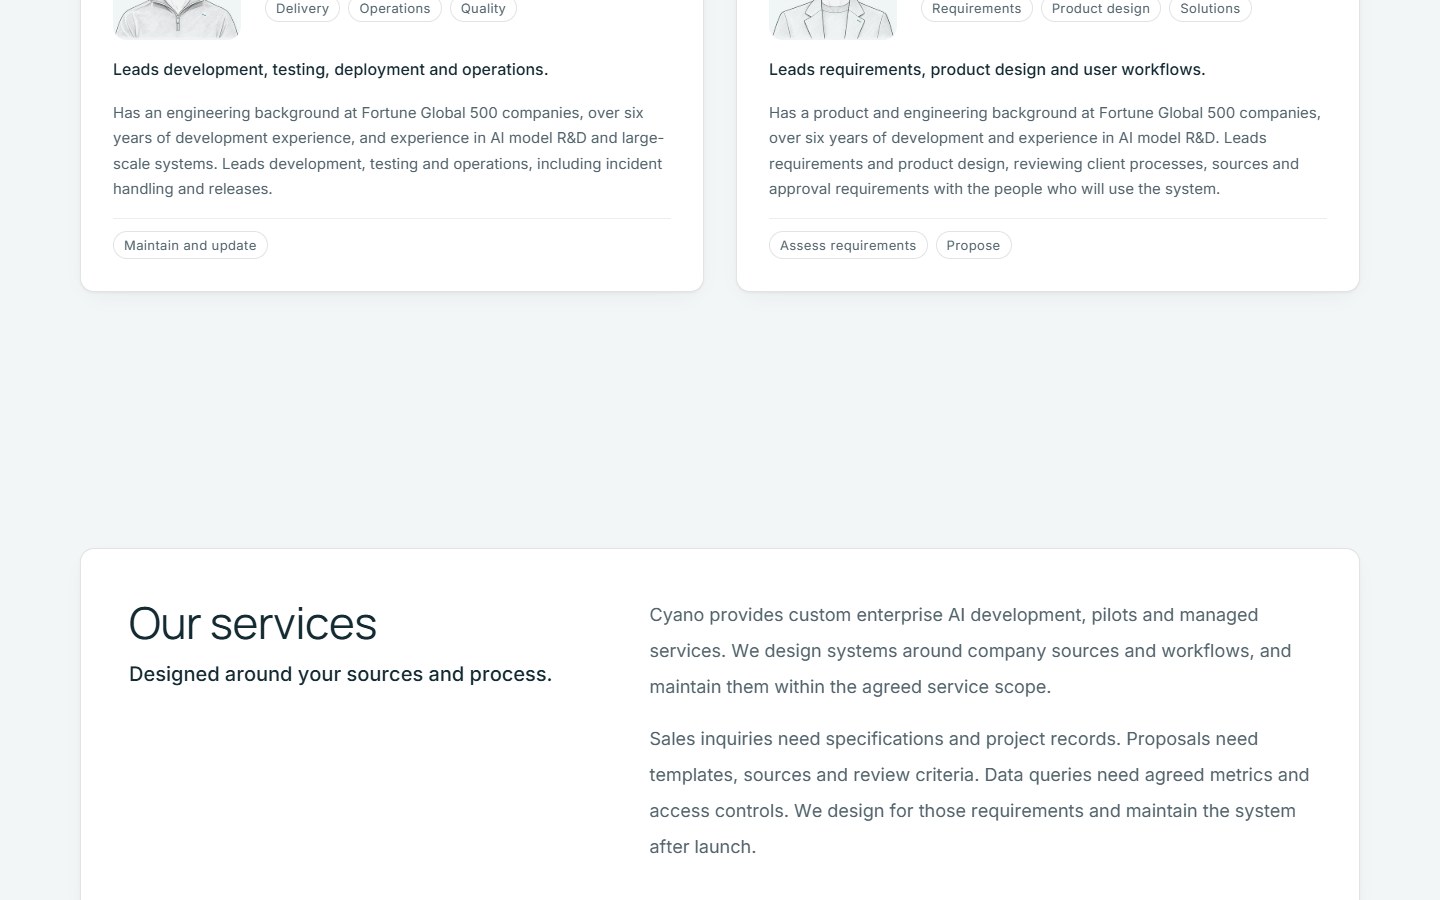 Delivery
Operations
Quality
Leads development, testing, deployment and operations.
Has an engineering background at Fortune Global 500 companies, over six
years of development experience, and experience in AI model R&D and large-
scale systems. Leads development, testing and operations, including incident
handling and releases.
Maintain and update
Requirements
Product design
Solutions
Leads requirements, product design and user workflows.
Has a product and engineering background at Fortune Global 500 companies,
over six years of development and experience in AI model R&D. Leads
requirements and product design, reviewing client processes, sources and
approval requirements with the people who will use the system.
Assess requirements
Propose
Our services
Designed around your sources and process.
Cyano provides custom enterprise AI development, pilots and managed
services. We design systems around company sources and workflows, and
maintain them within the agreed service scope.
Sales inquiries need specifications and project records. Proposals need
templates, sources and review criteria. Data queries need agreed metrics and
access controls. We design for those requirements and maintain the system
after launch.